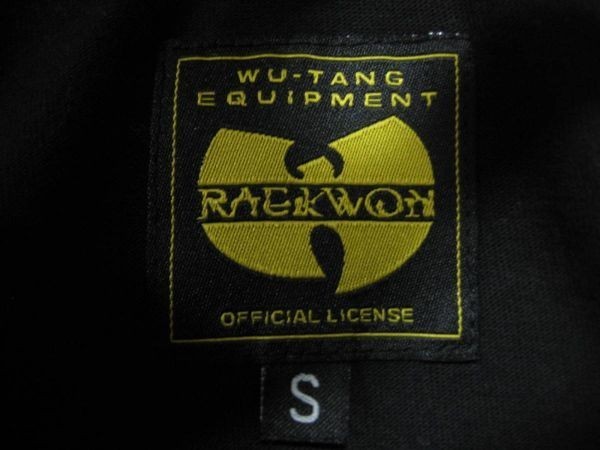 WU-TANG
EQUIPMENT
RAEKWON
OFFICIAL LICENSE
S